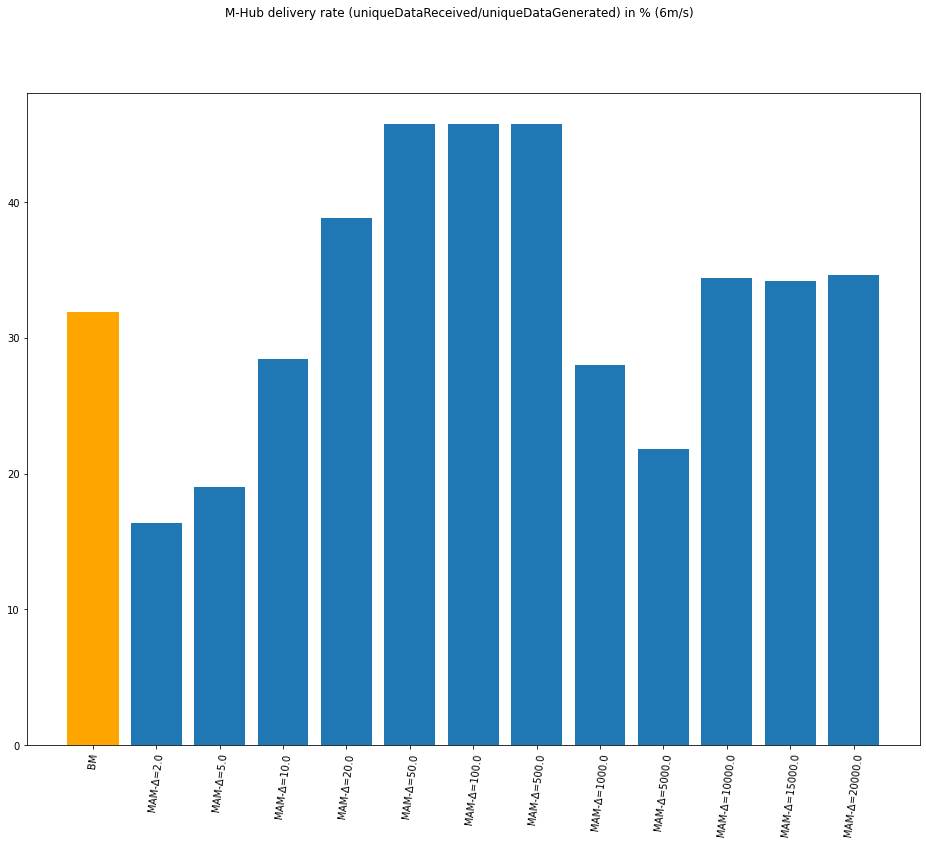 M-Hub delivery rate (uniqueDataReceived/uniqueDataGenerated) in % (6m/s)
40
30
20
10
0
BM
MAM-Δ=2.0
MAM-Δ=5.0
MAM-Δ=10.0
MAM-Δ=20.0
MAM-Δ=50.0
MAM-Δ=100.0
MAM-Δ=500.0
MAM-Δ=1000.0
MAM-Δ=5000.0
MAM-Δ=10000.0
MAM-Δ=15000.0
MAM-Δ=20000.0